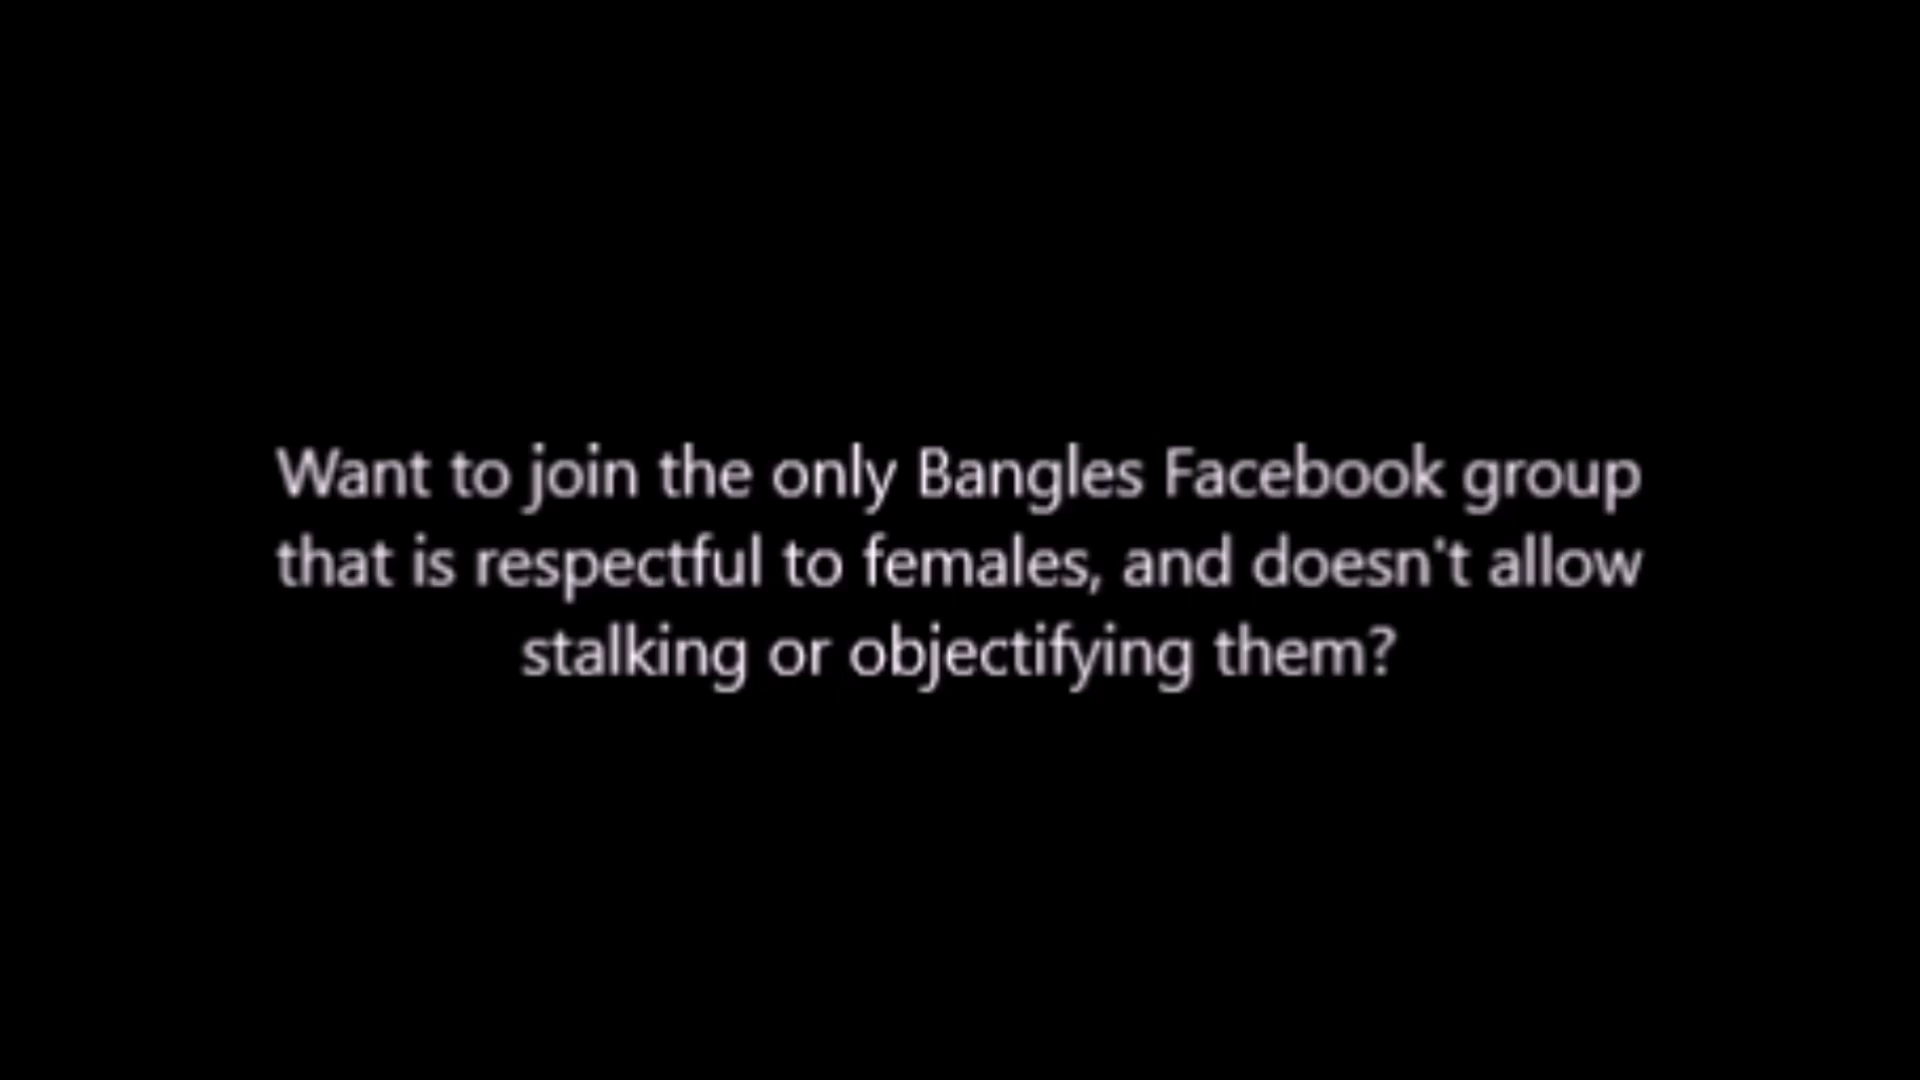 Want to join the only Bangles Facebook group
that is respectful to females, and doesn't allow
stalking or objectifying them?